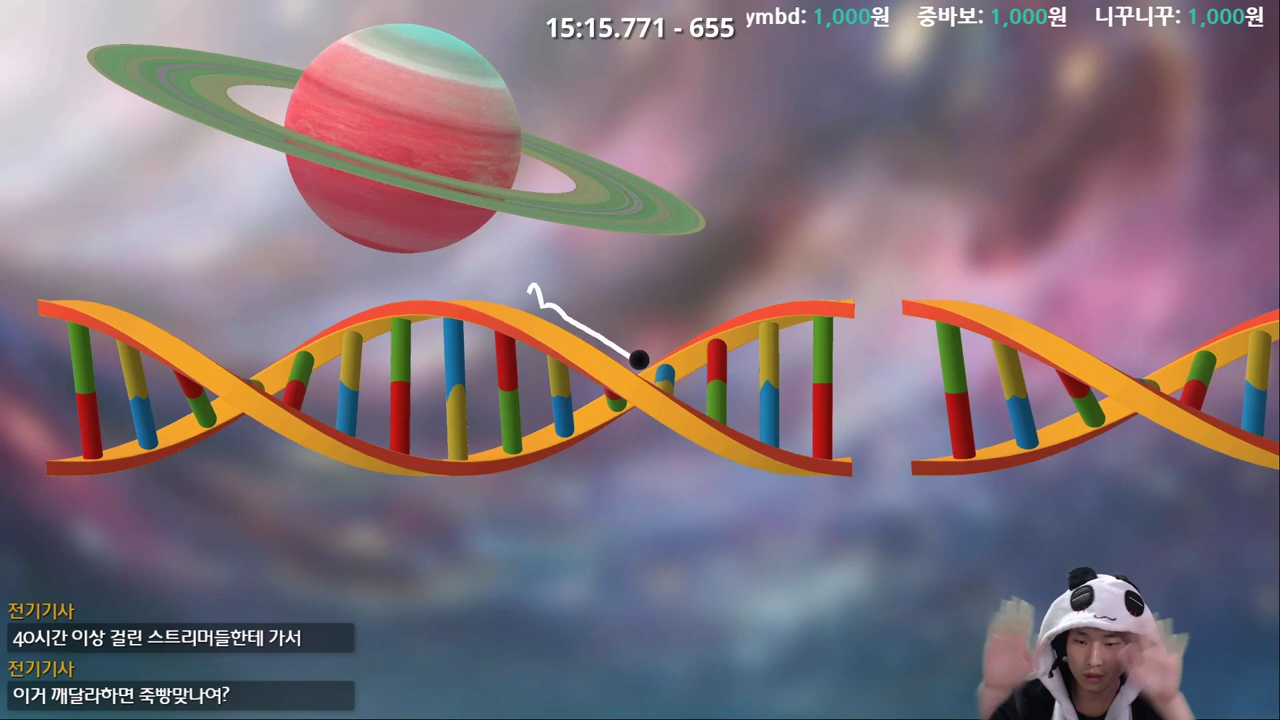 15:15.771 - 655
ymbd: 1,000원 중바보: 1,000원 니꾸니꾸: 1,000원
전기기사
40시간 이상 걸린 스트리머들한테 가서
전기기사
이거 깨달라하면 죽빵맞나여?